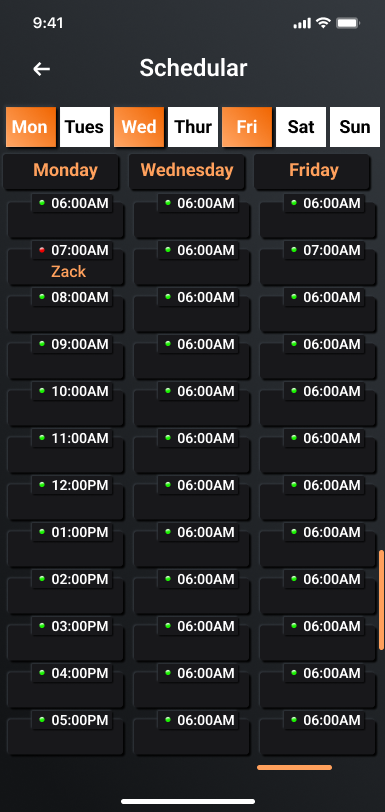 9:41
Schedular
Mon Tues Wed Thur Fri Sat Sun
Monday Wednesday Friday
06:00AM 06:00AM 06:00AM
07:00AM 06:00AM 07:00AM
Zack
08:00AM 06:00AM 06:00AM
09:00AM 06:00AM 06:00AM
10:00AM 06:00AM 06:00AM
11:00AM 06:00AM 06:00AM
12:00PM 06:00AM 06:00AM
01:00PM 06:00AM 06:00AM
02:00PM 06:00AM 06:00AM
03:00PM 06:00AM 06:00AM
04:00PM 06:00AM 06:00AM
05:00PM 06:00AM 06:00AM